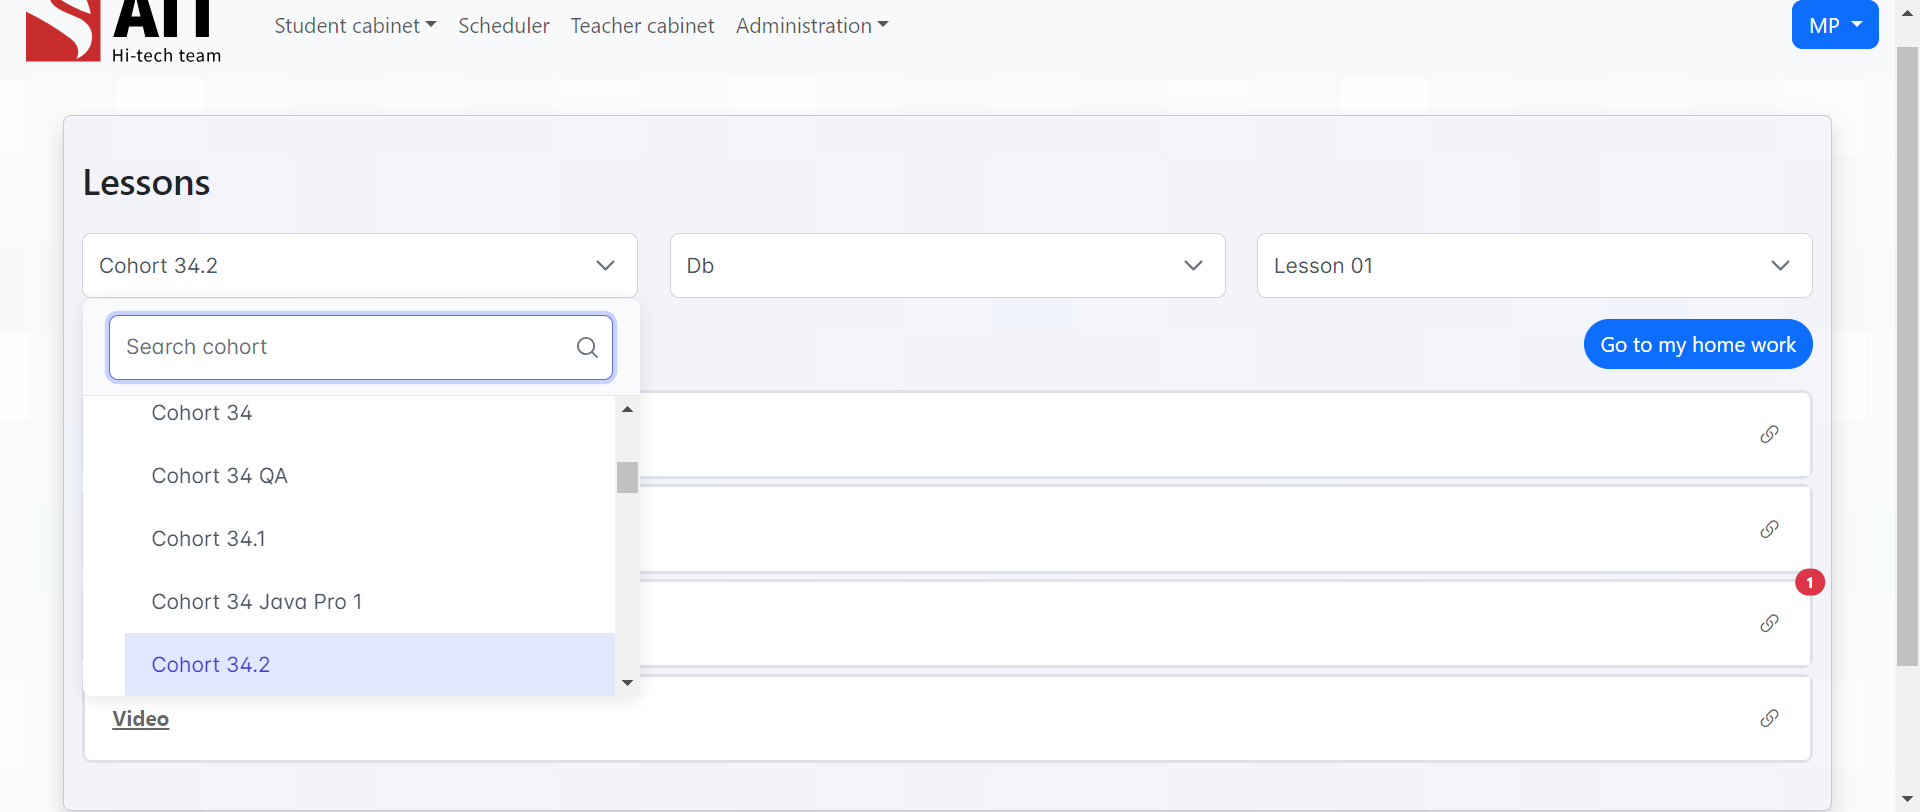 AIT
Hi-tech team
Student cabinet
Scheduler
Teacher cabinet
Administration
MP
Lessons
Cohort 34.2
Db
Lesson 01
Search cohort
Go to my home work
Cohort 34
Cohort 34 QA
Cohort 34.1
Cohort 34 Java Pro 1
1
Cohort 34.2
Video